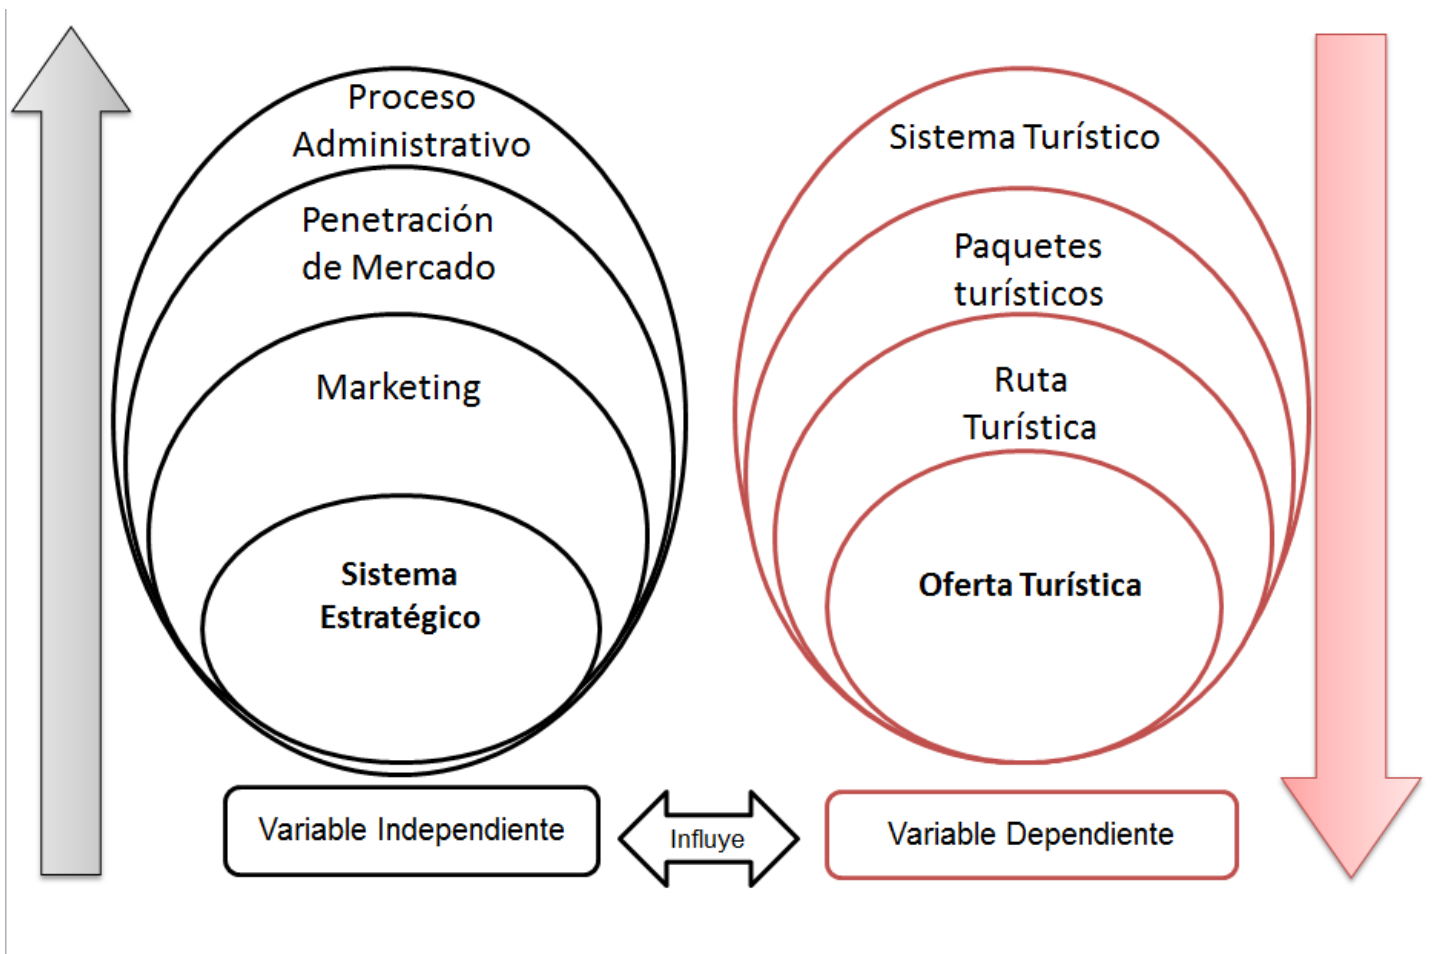 Proceso
Administrativo
Penetración
de Mercado
Marketing
Sistema
Estratégico
Variable Independiente
Influye
Sistema Turístico
Paquetes
turísticos
Ruta
Turística
Oferta Turística
Variable Dependiente